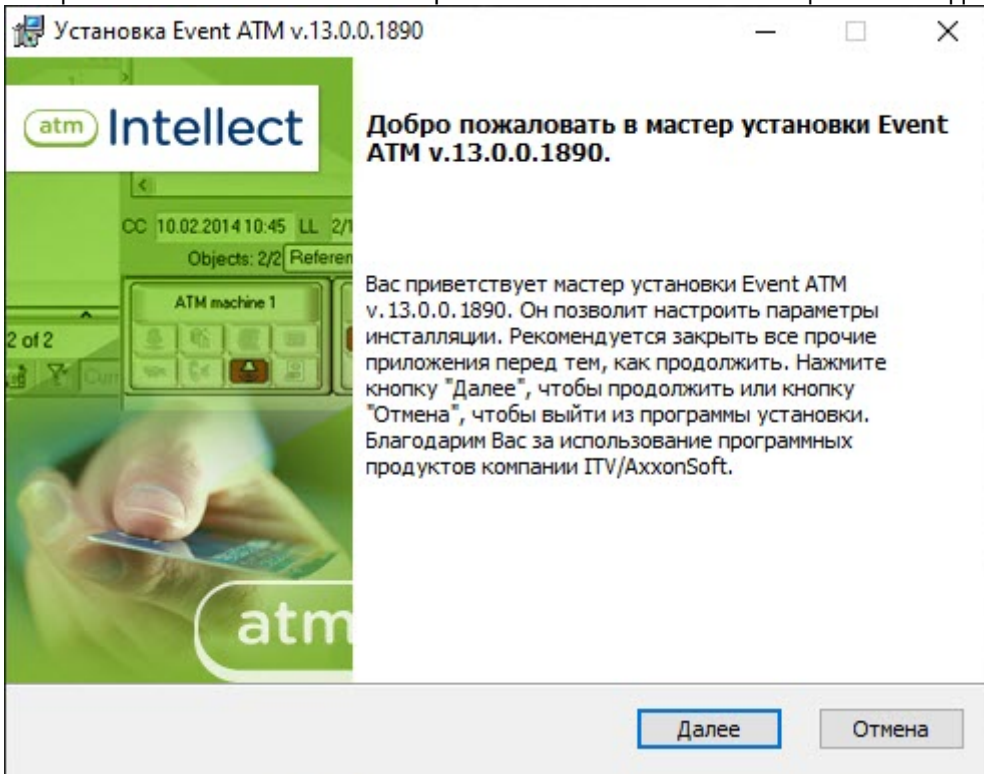 Установка Event ATM v.13.0.0.1890
atm Intellect
Добро пожаловать в мастер установки Event
ATM v.13.0.0.1890.
CC 10.02.2014 10:45 LL 2/1
Objects: 2/2 Referen
ATM machine 1
2 of 2
Curr
Вас приветствует мастер установки Event ATM
v.13.0.0.1890. Он позволит настроить параметры
инсталляции. Рекомендуется закрыть все прочие
приложения перед тем, как продолжить. Нажмите
кнопку "Далее", чтобы продолжить или кнопку
"Отмена", чтобы выйти из программы установки.
Благодарим Вас за использование программных
продуктов компании ITV/AxxonSoft.
atm
Далее
Отмена